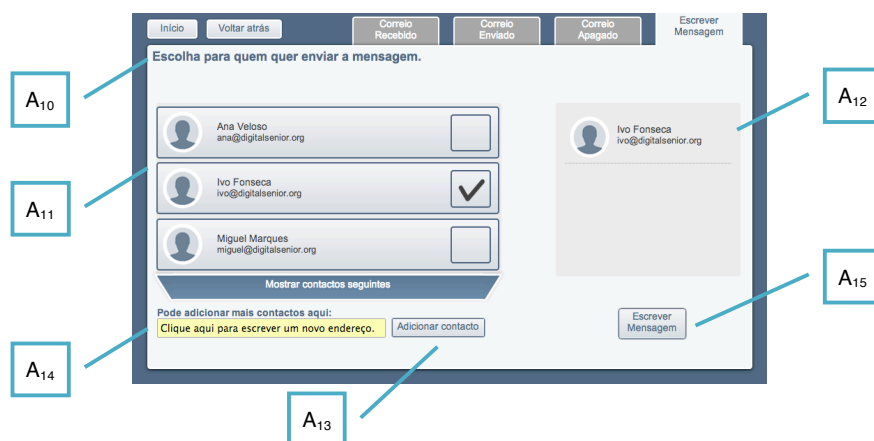 Início
Voltar atrás
Correio
Recebido
Correio
Enviado
Correio
Apagado
Escrever
Mensagem
Escolha para quem quer enviar a mensagem.
A10
A12
Ana Veloso
ana@digitalsenior.org
Ivo Fonseca
ivo@digitalsenior.org
Ivo Fonseca
ivo@digitalsenior.org
A11
Miguel Marques
miguel@digitalsenior.org
Mostrar contactos seguintes
A15
Pode adicionar mais contactos aqui:
Clique aqui para escrever um novo endereço.
Adicionar contacto
Escrever
Mensagem
A14
A13